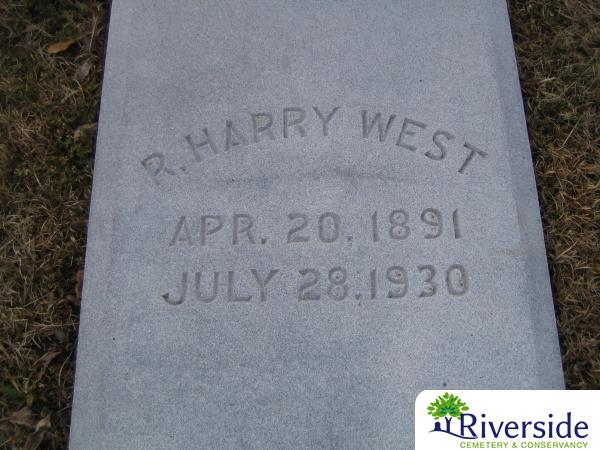 R. HARRY WEST
APR. 20, 1891
JULY 28, 1930
Riverside
CEMETERY & CONSERVANCY